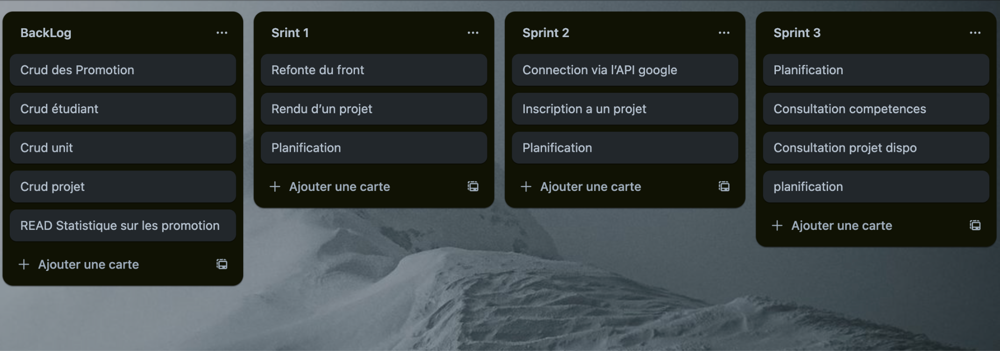 BackLog
Crud des Promotion
Crud étudiant
Crud unit
Crud projet
READ Statistique sur les promotion
+ Ajouter une carte
Srint 1
Refonte du front
Rendu d’un projet
Planification
+ Ajouter une carte
Sprint 2
Connection via l’API google
Inscription a un projet
Planification
+ Ajouter une carte
Sprint 3
Planification
Consultation competences
Consultation projet dispo
planification
+ Ajouter une carte